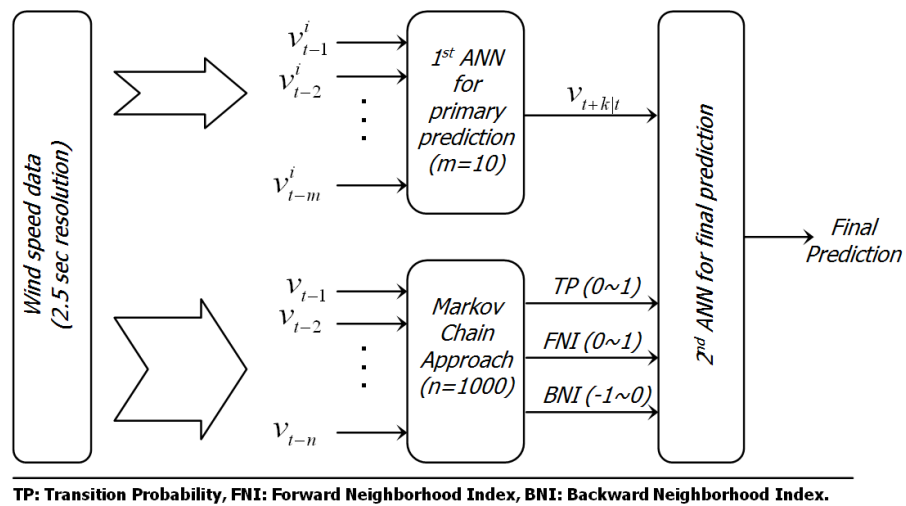 Wind speed data
(2.5 sec resolution)
v^i_{t−1}
v^i_{t−2}
v^i_{t−m}
1st ANN
for
primary
prediction
(m=10)
v_{t+k|t}
v_{t−1}
v_{t−2}
v_{t−n}
Markov
Chain
Approach
(n=1000)
TP (0~1)
FNI (0~1)
BNI (-1~0)
2nd ANN for final prediction
Final
Prediction
TP: Transition Probability, FNI: Forward Neighborhood Index, BNI: Backward Neighborhood Index.